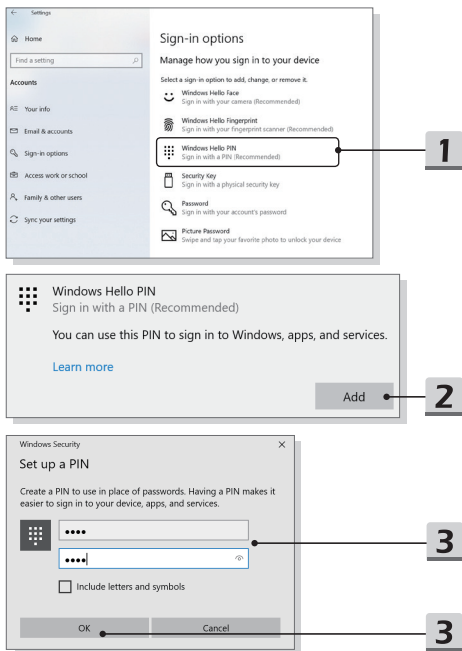 Settings
Home
Find a setting
Accounts
Your info
Email & accounts
Sign-in options
Access work or school
Family & other users
Sync your settings
Sign-in options
Manage how you sign in to your device
Select a sign-in option to add, change, or remove it.
Windows Hello Face
Sign in with your camera (Recommended)
Windows Hello Fingerprint
Sign in with your fingerprint scanner (Recommended)
Windows Hello PIN
Sign in with a PIN (Recommended)
Security Key
Sign in with a physical security key
Password
Sign in with your account's password
Picture Password
Swipe and tap your favorite photo to unlock your device
1
Windows Hello PIN
Sign in with a PIN (Recommended)
You can use this PIN to sign in to Windows, apps, and services.
Learn more
Add
2
Windows Security
Set up a PIN
Create a PIN to use in place of passwords. Having a PIN makes it
easier to sign in to your device, apps, and services.
••••
••••
3
Include letters and symbols
OK Cancel
3